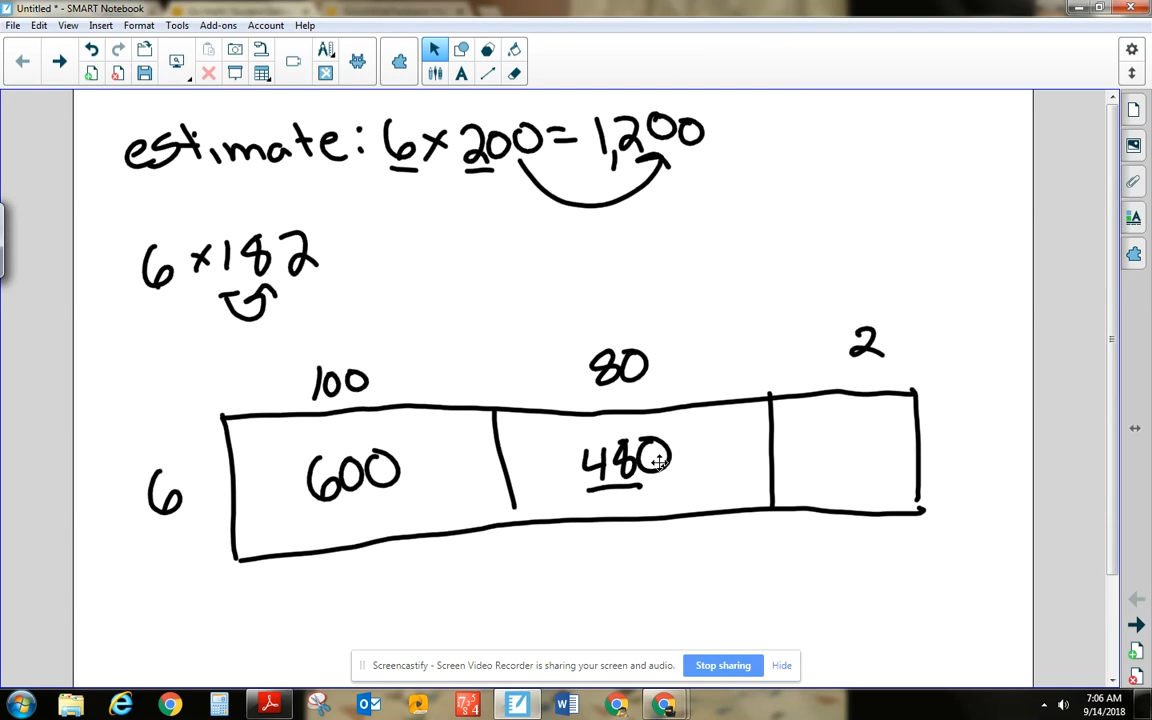 Untitled * - SMART Notebook
File Edit View Insert Format Tools Add-ons Account Help
estimate: 6 × 200 = 1,200
6 × 182
100 80 2
6 600 480
Screencastify - Screen Video Recorder is sharing your screen and audio. Stop sharing Hide
7:06 AM
9/14/2018